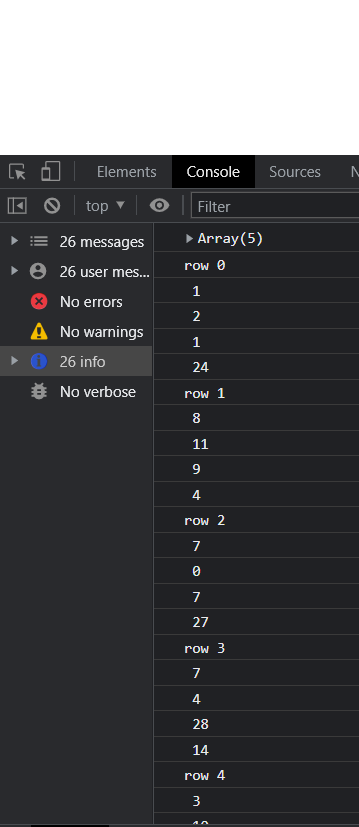 Elements Console Sources
top Filter
26 messages
26 user mes...
No errors
No warnings
26 info
No verbose
Array(5)
row 0
1
2
1
24
row 1
8
11
9
4
row 2
7
0
7
27
row 3
7
4
28
14
row 4
3